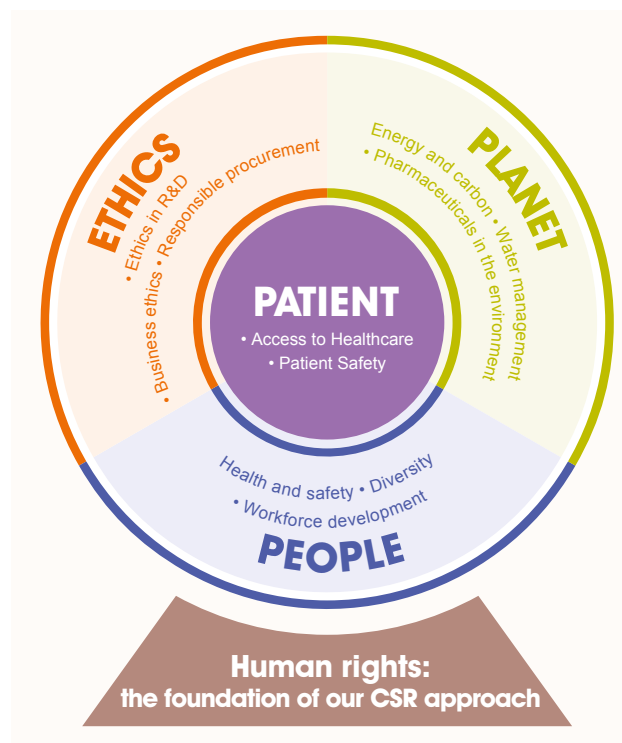 ETHICS
• Ethics in R&D
• Business ethics • Responsible procurement
PLANET
Energy and carbon • Water management
• Pharmaceuticals in the environment
PATIENT
• Access to Healthcare
• Patient Safety
Health and safety • Diversity
• Workforce development
PEOPLE
Human rights:
the foundation of our CSR approach